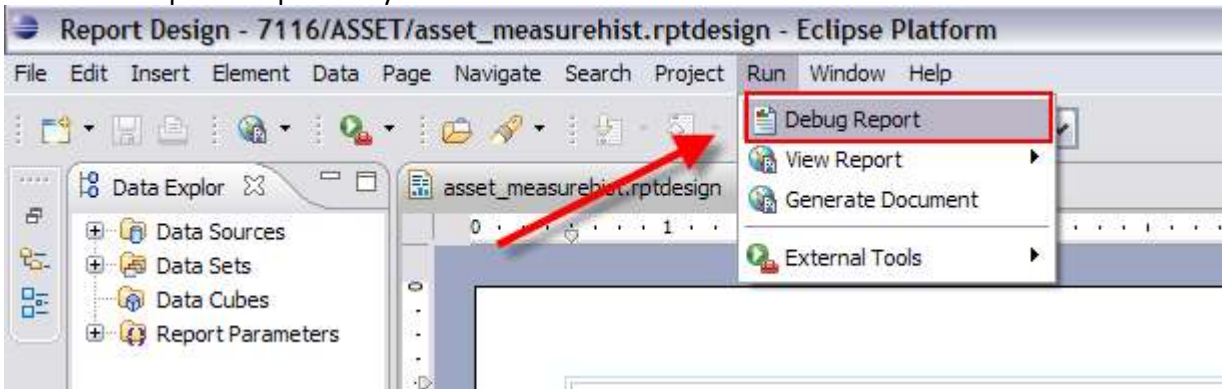 Report Design - 7116/ASSET/asset_measurehist.rptdesign - Eclipse Platform
File Edit Insert Element Data Page Navigate Search Project Run Window Help
Debug Report
View Report
Generate Document
External Tools
Data Explor
asset_measurehist.rptdesign
0 1
Data Sources
Data Sets
Data Cubes
Report Parameters
0